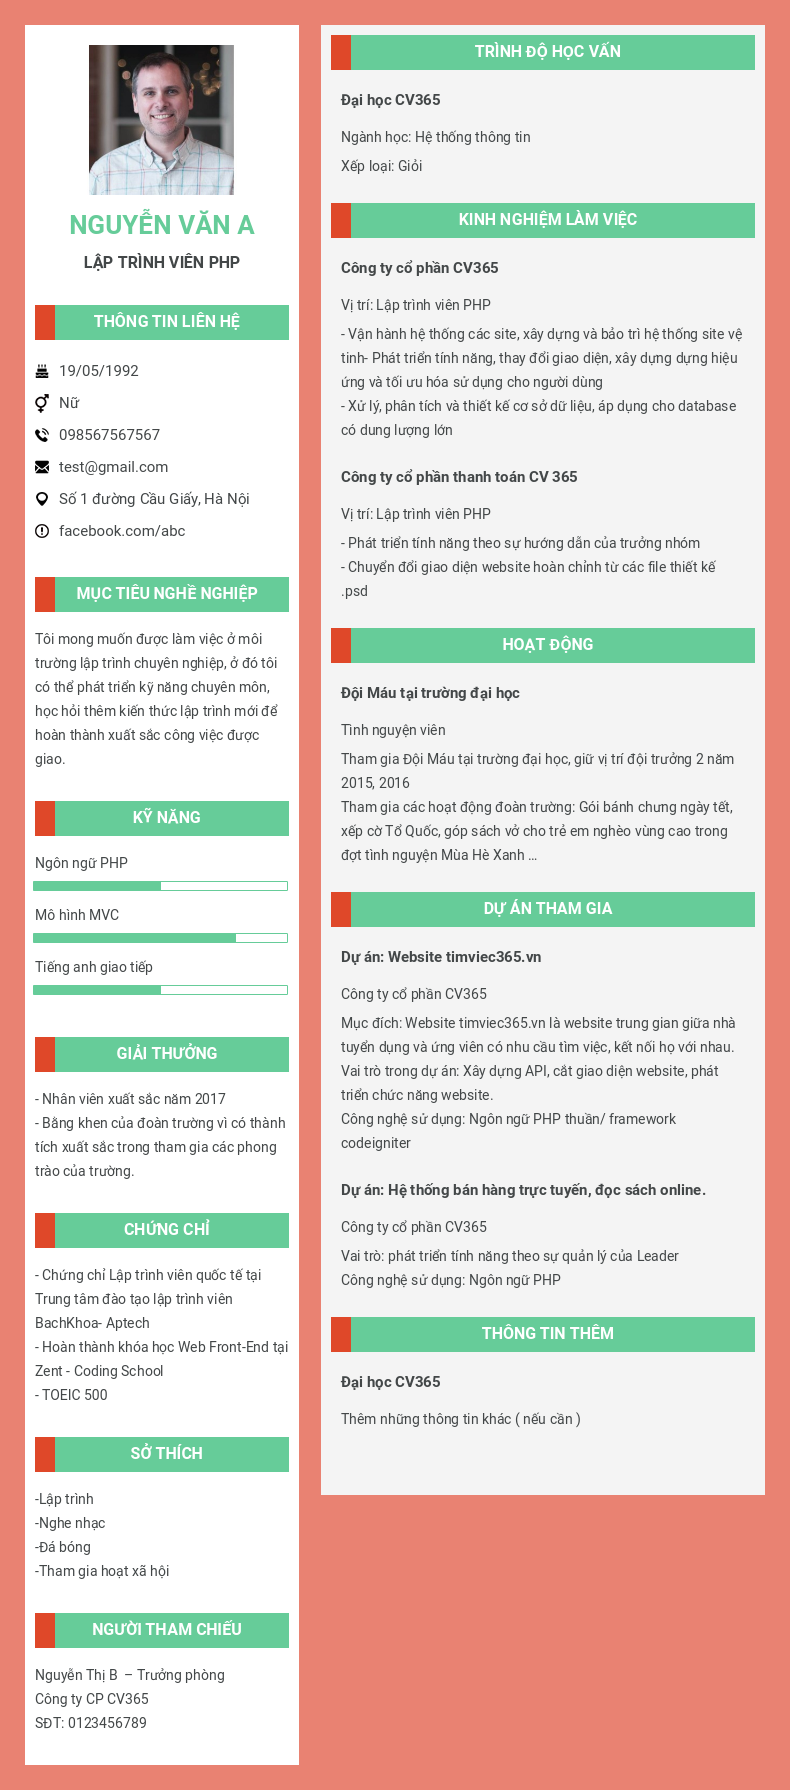 NGUYỄN VĂN A
LẬP TRÌNH VIÊN PHP
THÔNG TIN LIÊN HỆ
19/05/1992
Nữ
098567567567
test@gmail.com
Số 1 đường Cầu Giấy, Hà Nội
facebook.com/abc
MỤC TIÊU NGHỀ NGHIỆP
Tôi mong muốn được làm việc ở môi
trường lập trình chuyên nghiệp, ở đó tôi
có thể phát triển kỹ năng chuyên môn,
học hỏi thêm kiến thức lập trình mới để
hoàn thành xuất sắc công việc được
giao.
KỸ NĂNG
Ngôn ngữ PHP
Mô hình MVC
Tiếng anh giao tiếp
GIẢI THƯỞNG
- Nhân viên xuất sắc năm 2017
- Bằng khen của đoàn trường vì có thành
tích xuất sắc trong tham gia các phong
trào của trường.
CHỨNG CHỈ
- Chứng chỉ Lập trình viên quốc tế tại
Trung tâm đào tạo lập trình viên
BachKhoa- Aptech
- Hoàn thành khóa học Web Front-End tại
Zent - Coding School
- TOEIC 500
SỞ THÍCH
-Lập trình
-Nghe nhạc
-Đá bóng
-Tham gia hoạt xã hội
NGƯỜI THAM CHIẾU
Nguyễn Thị B  – Trưởng phòng
Công ty CP CV365
SĐT: 0123456789
TRÌNH ĐỘ HỌC VẤN
Đại học CV365
Ngành học: Hệ thống thông tin
Xếp loại: Giỏi
KINH NGHIỆM LÀM VIỆC
Công ty cổ phần CV365
Vị trí: Lập trình viên PHP
- Vận hành hệ thống các site, xây dựng và bảo trì hệ thống site vệ
tinh- Phát triển tính năng, thay đổi giao diện, xây dựng dựng hiệu
ứng và tối ưu hóa sử dụng cho người dùng
- Xử lý, phân tích và thiết kế cơ sở dữ liệu, áp dụng cho database
có dung lượng lớn
Công ty cổ phần thanh toán CV 365
Vị trí: Lập trình viên PHP
- Phát triển tính năng theo sự hướng dẫn của trưởng nhóm
- Chuyển đổi giao diện website hoàn chỉnh từ các file thiết kế
.psd
HOẠT ĐỘNG
Đội Máu tại trường đại học
Tình nguyện viên
Tham gia Đội Máu tại trường đại học, giữ vị trí đội trưởng 2 năm
2015, 2016
Tham gia các hoạt động đoàn trường: Gói bánh chưng ngày tết,
xếp cờ Tổ Quốc, góp sách vở cho trẻ em nghèo vùng cao trong
đợt tình nguyện Mùa Hè Xanh ...
DỰ ÁN THAM GIA
Dự án: Website timviec365.vn
Công ty cổ phần CV365
Mục đích: Website timviec365.vn là website trung gian giữa nhà
tuyển dụng và ứng viên có nhu cầu tìm việc, kết nối họ với nhau.
Vai trò trong dự án: Xây dựng API, cắt giao diện website, phát
triển chức năng website.
Công nghệ sử dụng: Ngôn ngữ PHP thuần/ framework
codeigniter
Dự án: Hệ thống bán hàng trực tuyến, đọc sách online.
Công ty cổ phần CV365
Vai trò: phát triển tính năng theo sự quản lý của Leader
Công nghệ sử dụng: Ngôn ngữ PHP
THÔNG TIN THÊM
Đại học CV365
Thêm những thông tin khác ( nếu cần )